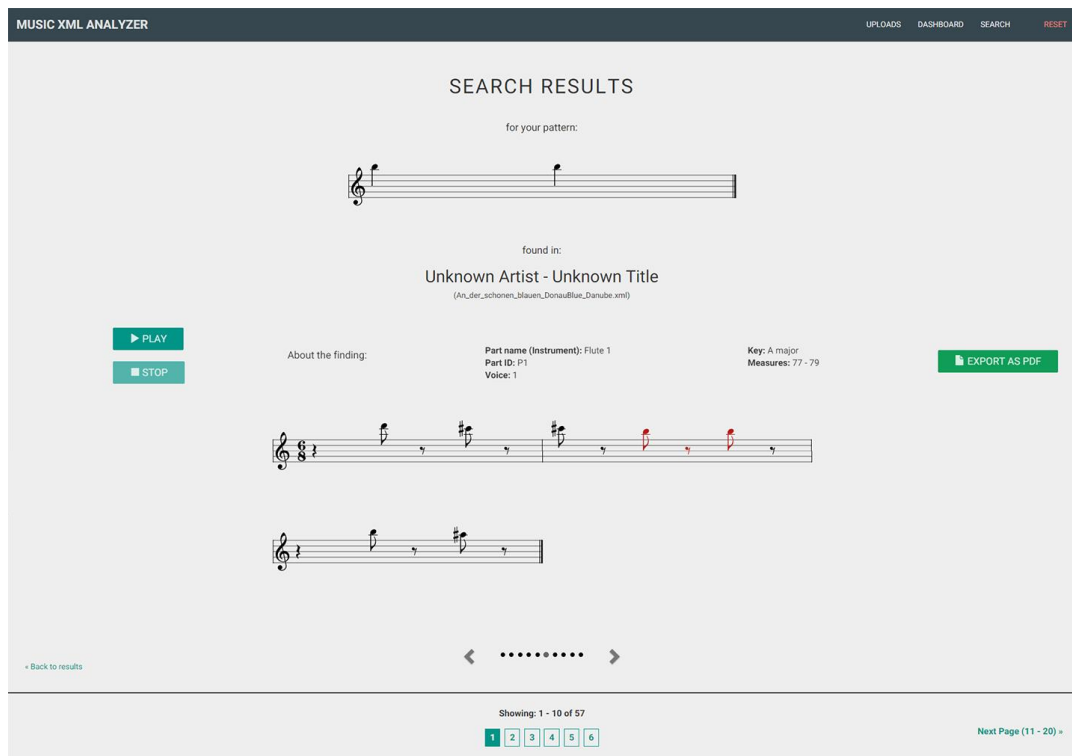 MUSIC XML ANALYZER
UPLOADS DASHBOARD SEARCH RESET
SEARCH RESULTS
for your pattern:
found in:
Unknown Artist - Unknown Title
(An_der_schonen_blauen_DonauBlue_Danube.xml)
PLAY
STOP
About the finding:
Part name (Instrument): Flute 1
Part ID: P1
Voice: 1
Key: A major
Measures: 77 - 79
EXPORT AS PDF
6
8
« Back to results
Showing: 1 - 10 of 57
1 2 3 4 5 6
Next Page (11 - 20) »